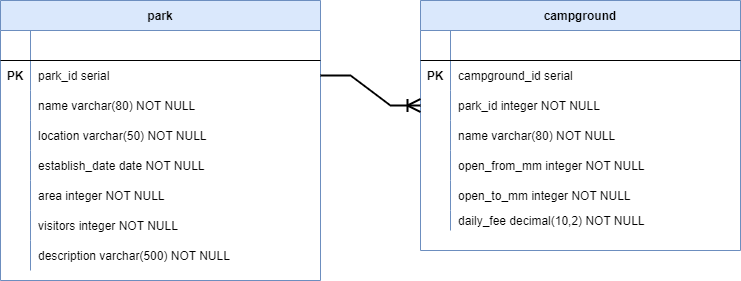 park
PK park_id serial
name varchar(80) NOT NULL
location varchar(50) NOT NULL
establish_date date NOT NULL
area integer NOT NULL
visitors integer NOT NULL
description varchar(500) NOT NULL
campground
PK campground_id serial
park_id integer NOT NULL
name varchar(80) NOT NULL
open_from_mm integer NOT NULL
open_to_mm integer NOT NULL
daily_fee decimal(10,2) NOT NULL